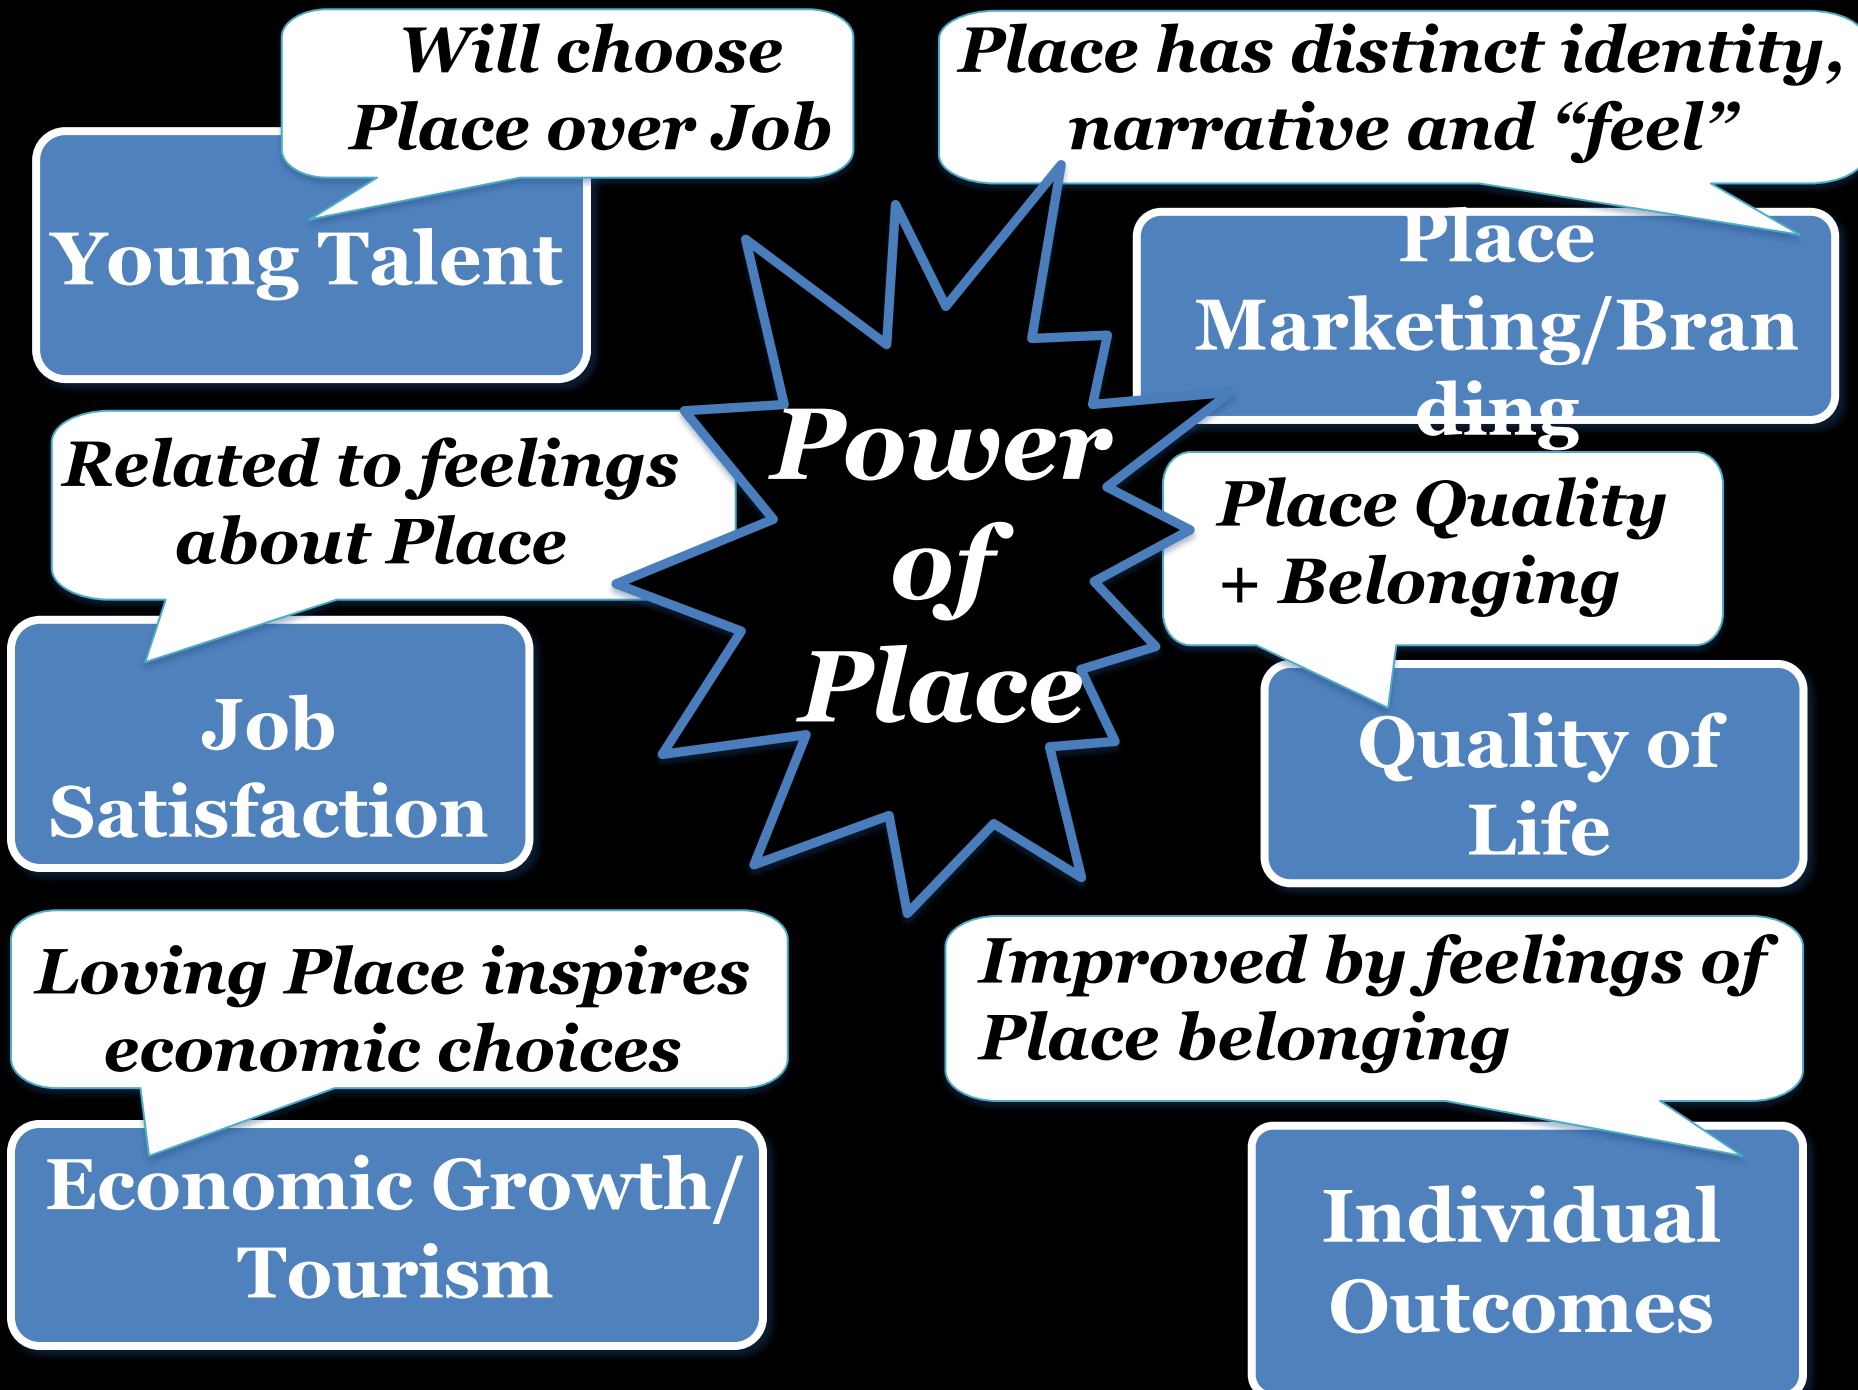 Will choose
Place over Job
Young Talent
Place has distinct identity,
narrative and “feel”
Place
Marketing/Bran
ding
Related to feelings
about Place
Job
Satisfaction
Power
of
Place
Place Quality
+ Belonging
Quality of
Life
Loving Place inspires
economic choices
Economic Growth/
Tourism
Improved by feelings of
Place belonging
Individual
Outcomes